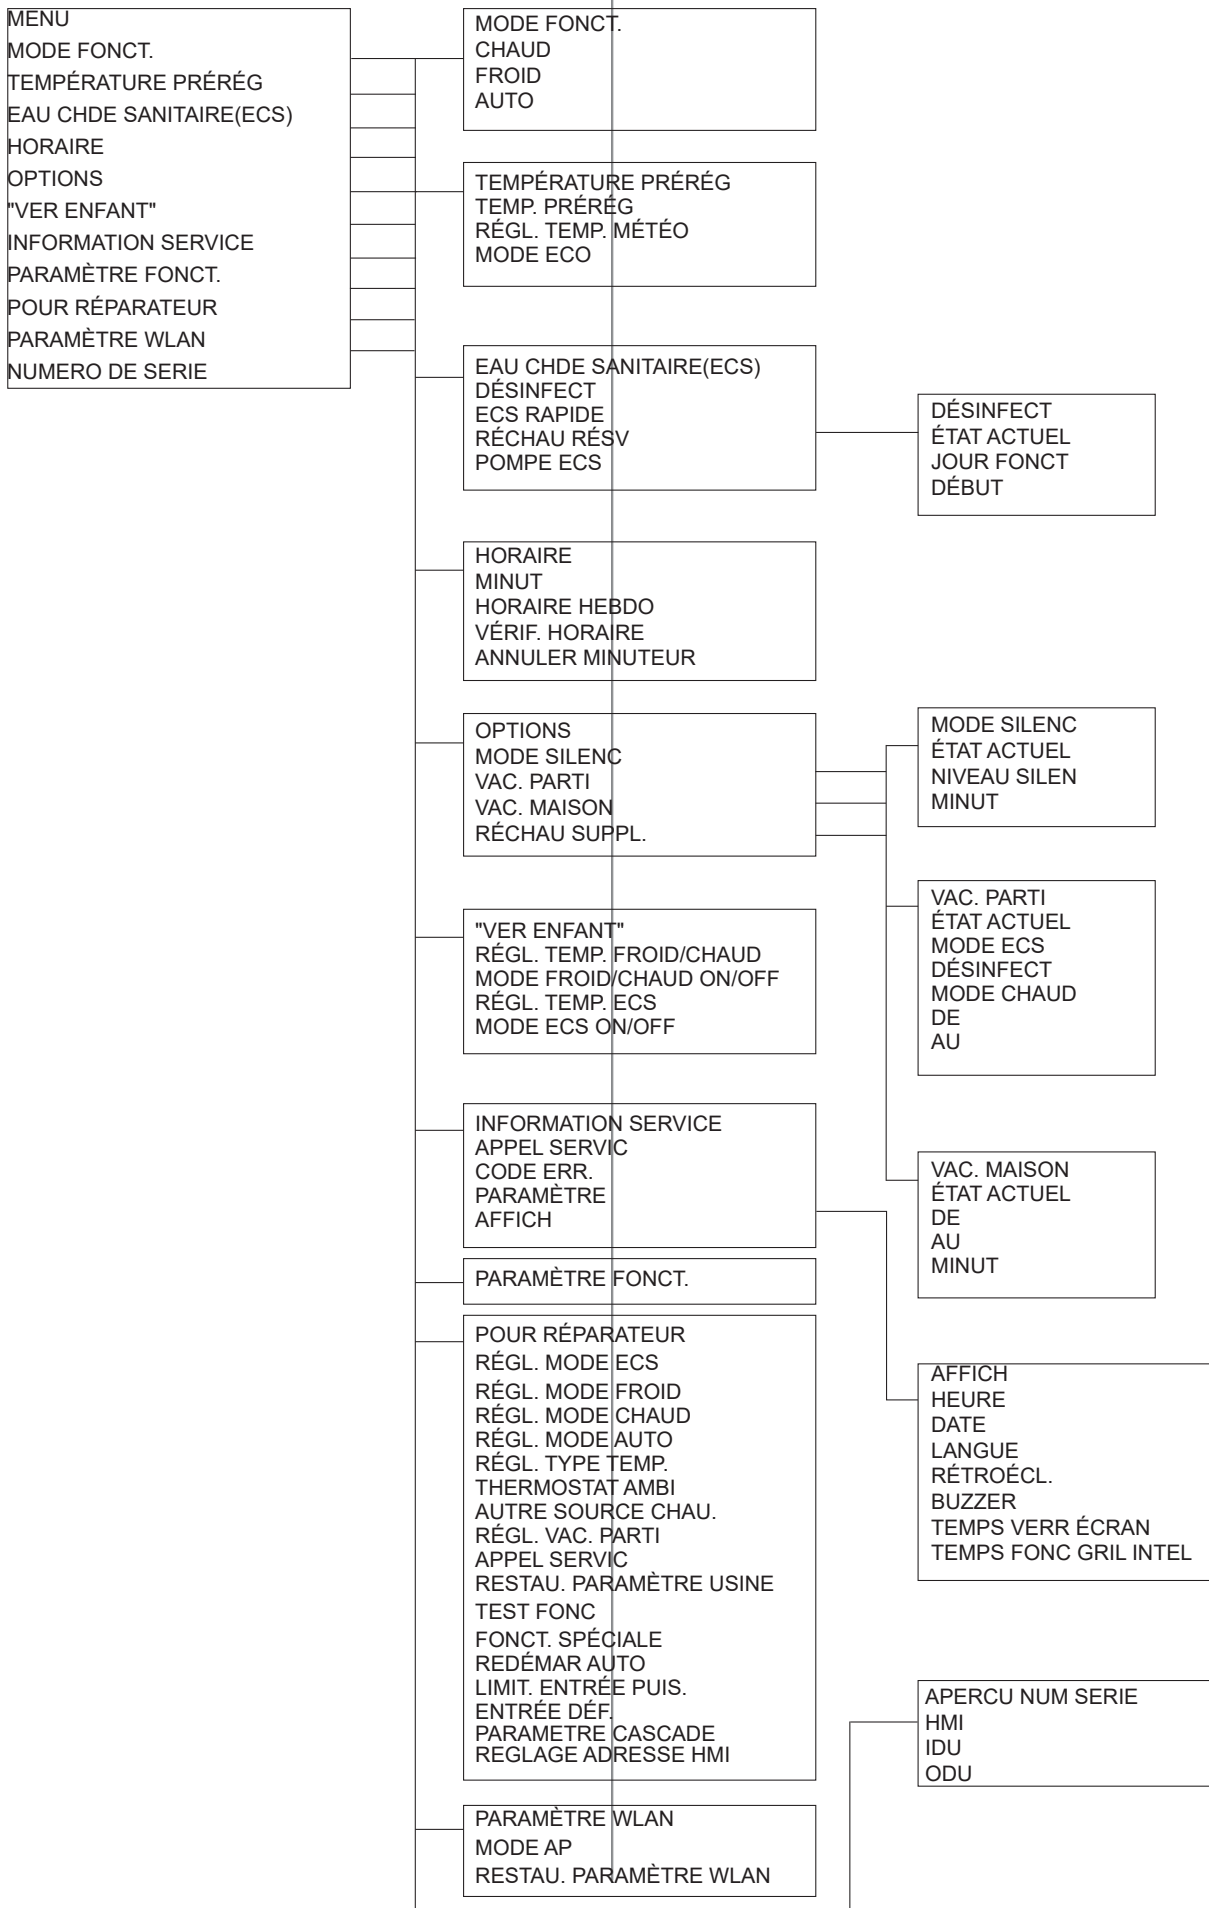 MENU
MODE FONCT.
TEMPÉRATURE PRÉRÉG
EAU CHDE SANITAIRE(ECS)
HORAIRE
OPTIONS
"VER ENFANT"
INFORMATION SERVICE
PARAMÈTRE FONCT.
POUR RÉPARATEUR
PARAMÈTRE WLAN
NUMERO DE SERIE
MODE FONCT.
CHAUD
FROID
AUTO
TEMPÉRATURE PRÉRÉG
TEMP. PRÉRÉG
RÉGL. TEMP. MÉTÉO
MODE ECO
EAU CHDE SANITAIRE(ECS)
DÉSINFECT
ECS RAPIDE
RÉCHAU RÉSV
POMPE ECS
DÉSINFECT
ÉTAT ACTUEL
JOUR FONCT
DÉBUT
HORAIRE
MINUT
HORAIRE HEBDO
VÉRIF. HORAIRE
ANNULER MINUTEUR
OPTIONS
MODE SILENC
VAC. PARTI
VAC. MAISON
RÉCHAU SUPPL.
MODE SILENC
ÉTAT ACTUEL
NIVEAU SILEN
MINUT
VAC. PARTI
ÉTAT ACTUEL
MODE ECS
DÉSINFECT
MODE CHAUD
DE
AU
VAC. MAISON
ÉTAT ACTUEL
DE
AU
MINUT
"VER ENFANT"
RÉGL. TEMP. FROID/CHAUD
MODE FROID/CHAUD ON/OFF
RÉGL. TEMP. ECS
MODE ECS ON/OFF
INFORMATION SERVICE
APPEL SERVIC
CODE ERR.
PARAMÈTRE
AFFICH
AFFICH
HEURE
DATE
LANGUE
RÉTROÉCL.
BUZZER
TEMPS VERR ÉCRAN
TEMPS FONC GRIL INTEL
PARAMÈTRE FONCT.
POUR RÉPARATEUR
RÉGL. MODE ECS
RÉGL. MODE FROID
RÉGL. MODE CHAUD
RÉGL. MODE AUTO
RÉGL. TYPE TEMP.
THERMOSTAT AMBI
AUTRE SOURCE CHAU.
RÉGL. VAC. PARTI
APPEL SERVIC
RESTAU. PARAMÈTRE USINE
TEST FONC
FONCT. SPÉCIALE
REDÉMAR AUTO
LIMIT. ENTRÉE PUIS.
ENTRÉE DÉF.
PARAMETRE CASCADE
REGLAGE ADRESSE HMI
APERCU NUM SERIE
HMI
IDU
ODU
PARAMÈTRE WLAN
MODE AP
RESTAU. PARAMÈTRE WLAN